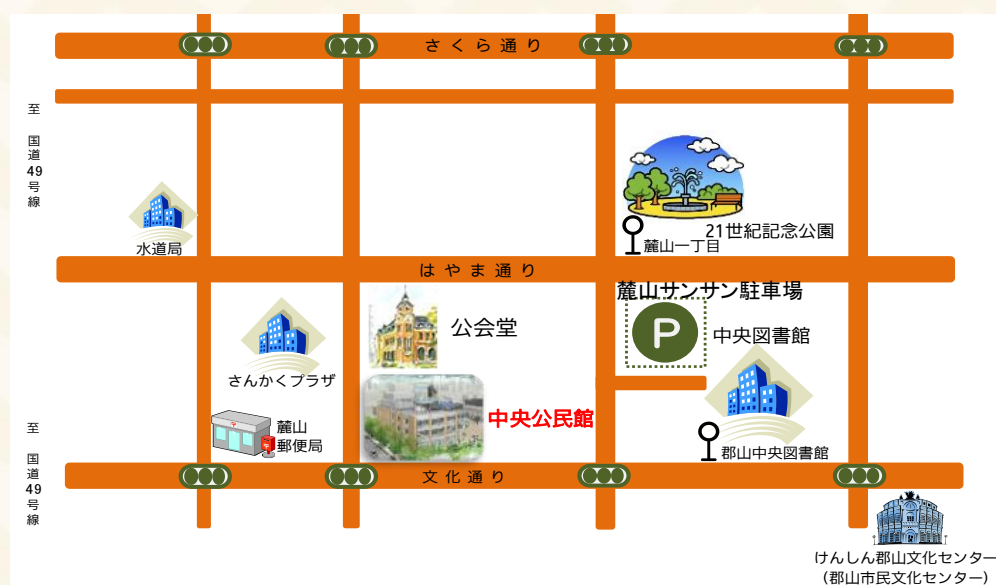 さくら通り
至 国道49号線
水道局
21世紀記念公園
麓山一丁目
はやま通り
麓山サンサン駐車場
P
公会堂
中央図書館
さんかくプラザ
中央公民館
麓山
郵便局
郡山中央図書館
至 国道49号線
文化通り
けんしん郡山文化センター
(郡山市民文化センター)